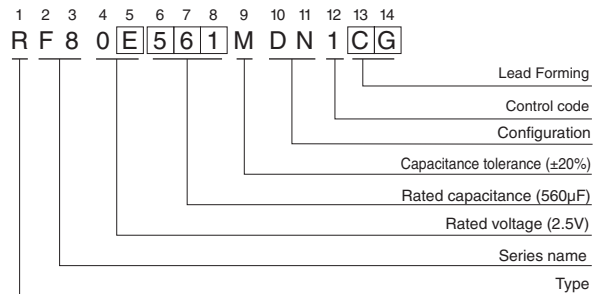 1 2 3 4 5 6 7 8 9 10 11 12 13 14
R F 8 0 E 5 6 1 M D N 1 C G
Lead Forming
Control code
Configuration
Capacitance tolerance (±20%)
Rated capacitance (560μF)
Rated voltage (2.5V)
Series name
Type